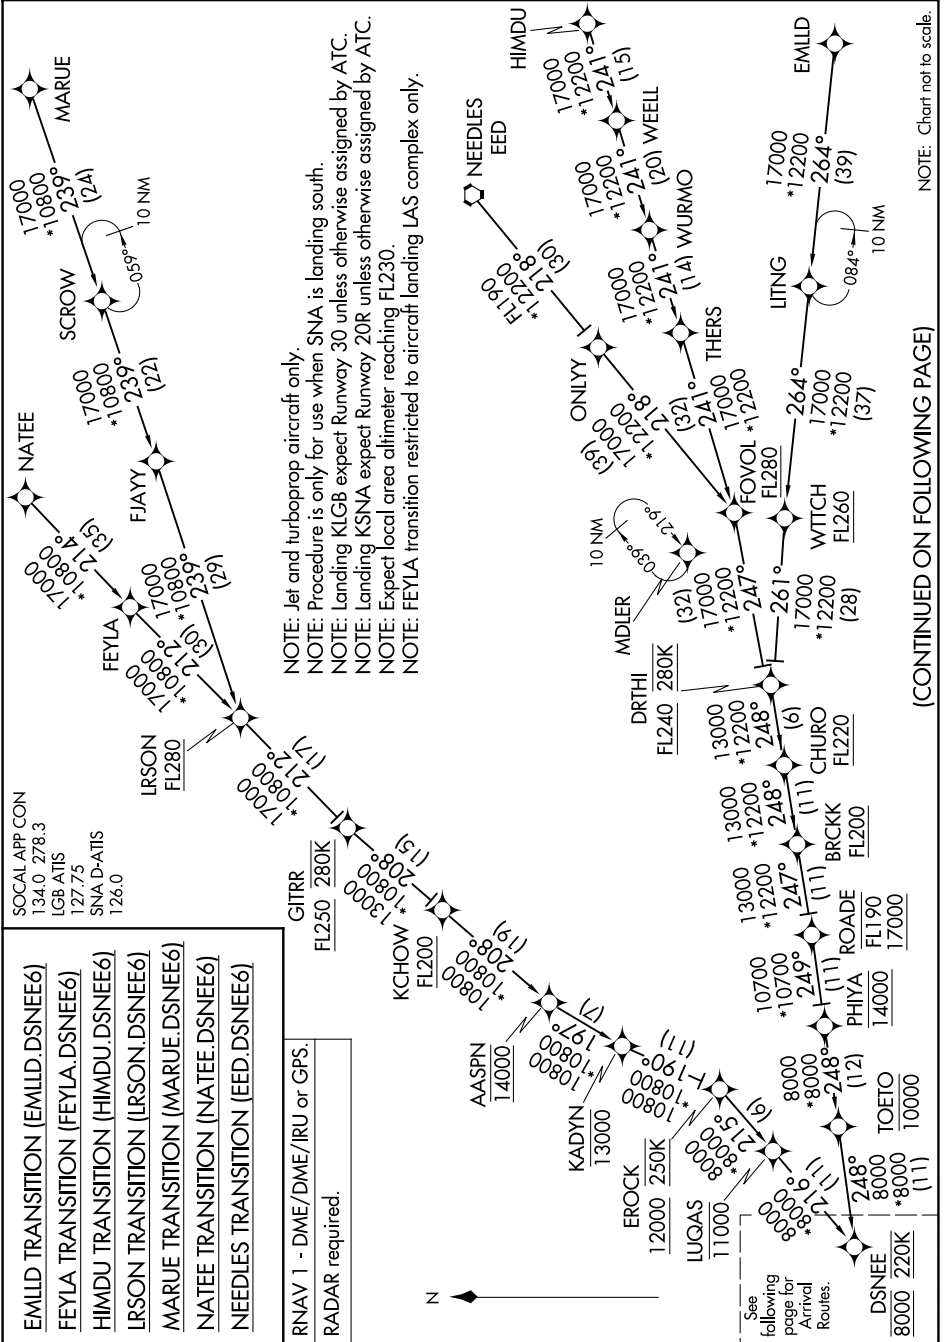 EMLLD TRANSITION (EMLLD.DSNEE6)
FEYLA TRANSITION (FEYLA.DSNEE6)
HIMDU TRANSITION (HIMDU.DSNEE6)
LRSON TRANSITION (LRSON.DSNEE6)
MARUE TRANSITION (MARUE.DSNEE6)
NATEE TRANSITION (NATEE.DSNEE6)
NEEDLES TRANSITION (EED.DSNEE6)
RNAV 1 - DME/DME/IRU or GPS.
RADAR required.
SOCAL APP CON
134.0 278.3
LGB ATIS
127.75
SNA D-ATIS
126.0
NATEE
17000
*10800
214°
(35)
FEYLA
17000
*10800
212°
(30)
MARUE
17000
*10800
239°
(24)
SCROW
059°
10 NM
17000
*10800
239°
(22)
FJAYY
17000
*10800
239°
(29)
LRSON
FL280
17000
*10800
212°
(17)
GITRR
FL250 280K
13000
*10800
208°
(15)
KCHOW
FL200
10800
*10800
208°
(19)
AASPN
14000
10800
*10800
197°
(7)
KADYN
13000
10800
*10800
190°
(11)
EROCK
12000 250K
8000
*8000
215°
(6)
LUQAS
11000
8000
*8000
216°
(11)
NOTE: Jet and turboprop aircraft only.
NOTE: Procedure is only for use when SNA is landing south.
NOTE: Landing KLGB expect Runway 30 unless otherwise assigned by ATC.
NOTE: Landing KSNA expect Runway 20R unless otherwise assigned by ATC.
NOTE: Expect local area altimeter reaching FL230.
NOTE: FEYLA transition restricted to aircraft landing LAS complex only.
NEEDLES
EED
FL190
*12200
218°
(30)
ONLYY
(39)
17000
*12200
218°
HIMDU
17000
*12200
241°
(15)
WEELL
17000
*12200
241°
(20)
WURMO
17000
*12200
241°
(14)
THERS
(32)
241°
17000
*12200
FOVOL
FL280
MDLER
039°
219°
10 NM
(32)
17000
*12200
247°
EMLLD
17000
*12200
264°
(39)
LITNG
084°
10 NM
264°
17000
*12200
(37)
WTTCH
FL260
261°
17000
*12200
(28)
DRTHI
FL240 280K
13000
*12200
248°
(6)
CHURO
FL220
13000
*12200
248°
(11)
BRCKK
FL200
13000
*12200
247°
(11)
ROADE
FL190
17000
10700
*10700
249°
(11)
PHIYA
14000
8000
*8000
248°
(12)
TOETO
10000
248°
8000
*8000
(11)
DSNEE
8000 220K
See
following
page for
Arrival
Routes.
N
(CONTINUED ON FOLLOWING PAGE)
NOTE: Chart not to scale.